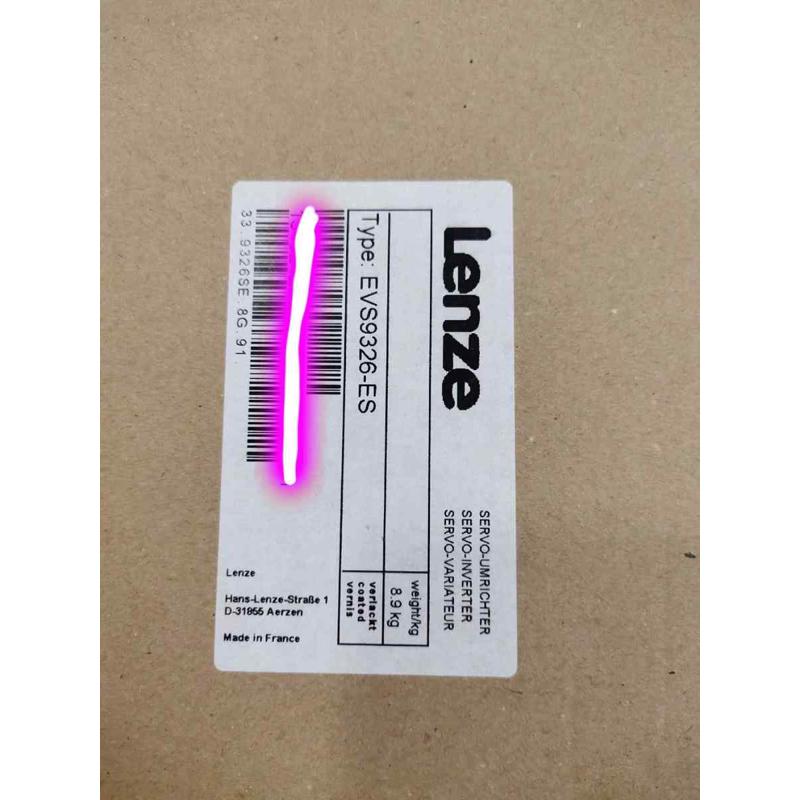 Lenze
SERVO-UMRICHTER
SERVO-INVERTER
SERVO-VARIATEUR
weight/kg
8.9 kg
Type: EVS9326-ES
verlackt
coated
vernis
33.9326SE.8G.91.
Lenze
Hans-Lenze-Straße 1
D-31855 Aerzen
Made in France